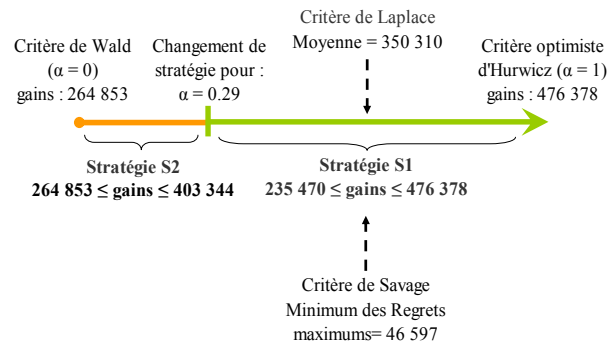 Critère de Laplace
Moyenne = 350 310
Critère de Wald
(α = 0)
gains : 264 853
Changement de
stratégie pour :
α = 0.29
Critère optimiste
d'Hurwicz (α = 1)
gains : 476 378
Stratégie S2
264 853 ≤ gains ≤ 403 344
Stratégie S1
235 470 ≤ gains ≤ 476 378
Critère de Savage
Minimum des Regrets
maximums= 46 597